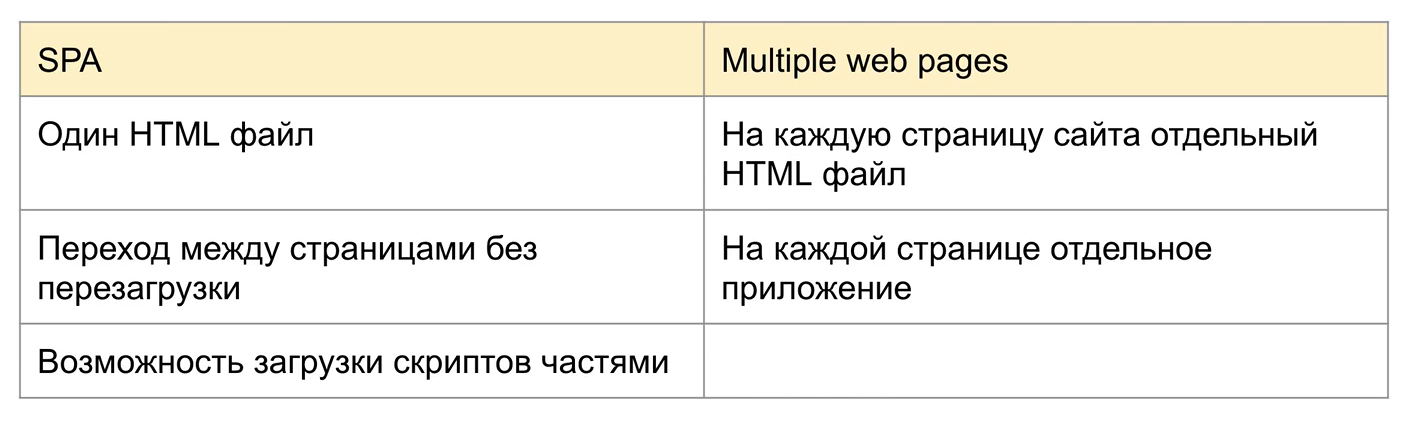 SPA
Multiple web pages
Один HTML файл
На каждую страницу сайта отдельный
HTML файл
Переход между страницами без
перезагрузки
На каждой странице отдельное
приложение
Возможность загрузки скриптов частями